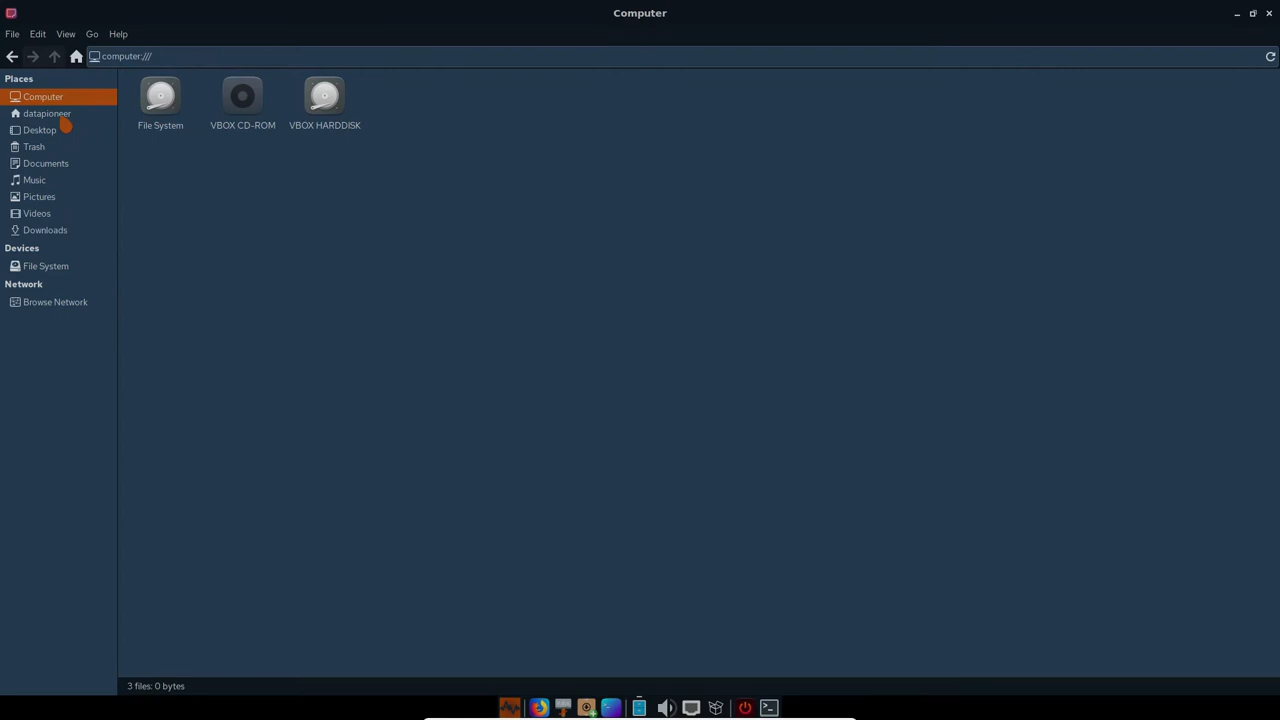 Computer
File Edit View Go Help
computer:///
Places
Computer
datapioneer
Desktop
Trash
Documents
Music
Pictures
Videos
Downloads
Devices
File System
Network
Browse Network
File System VBOX CD-ROM VBOX HARDDISK
3 files: 0 bytes